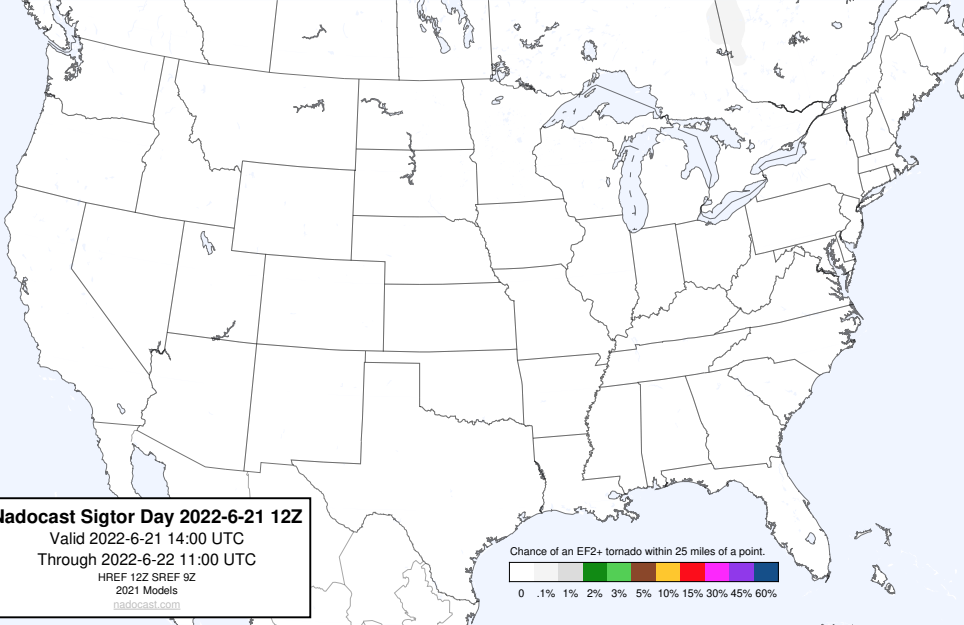 Nadocast Sigtor Day 2022-6-21 12Z
Valid 2022-6-21 14:00 UTC
Through 2022-6-22 11:00 UTC
HREF 12Z SREF 9Z
2021 Models
nadocast.com
Chance of an EF2+ tornado within 25 miles of a point.
0 .1% 1% 2% 3% 5% 10% 15% 30% 45% 60%